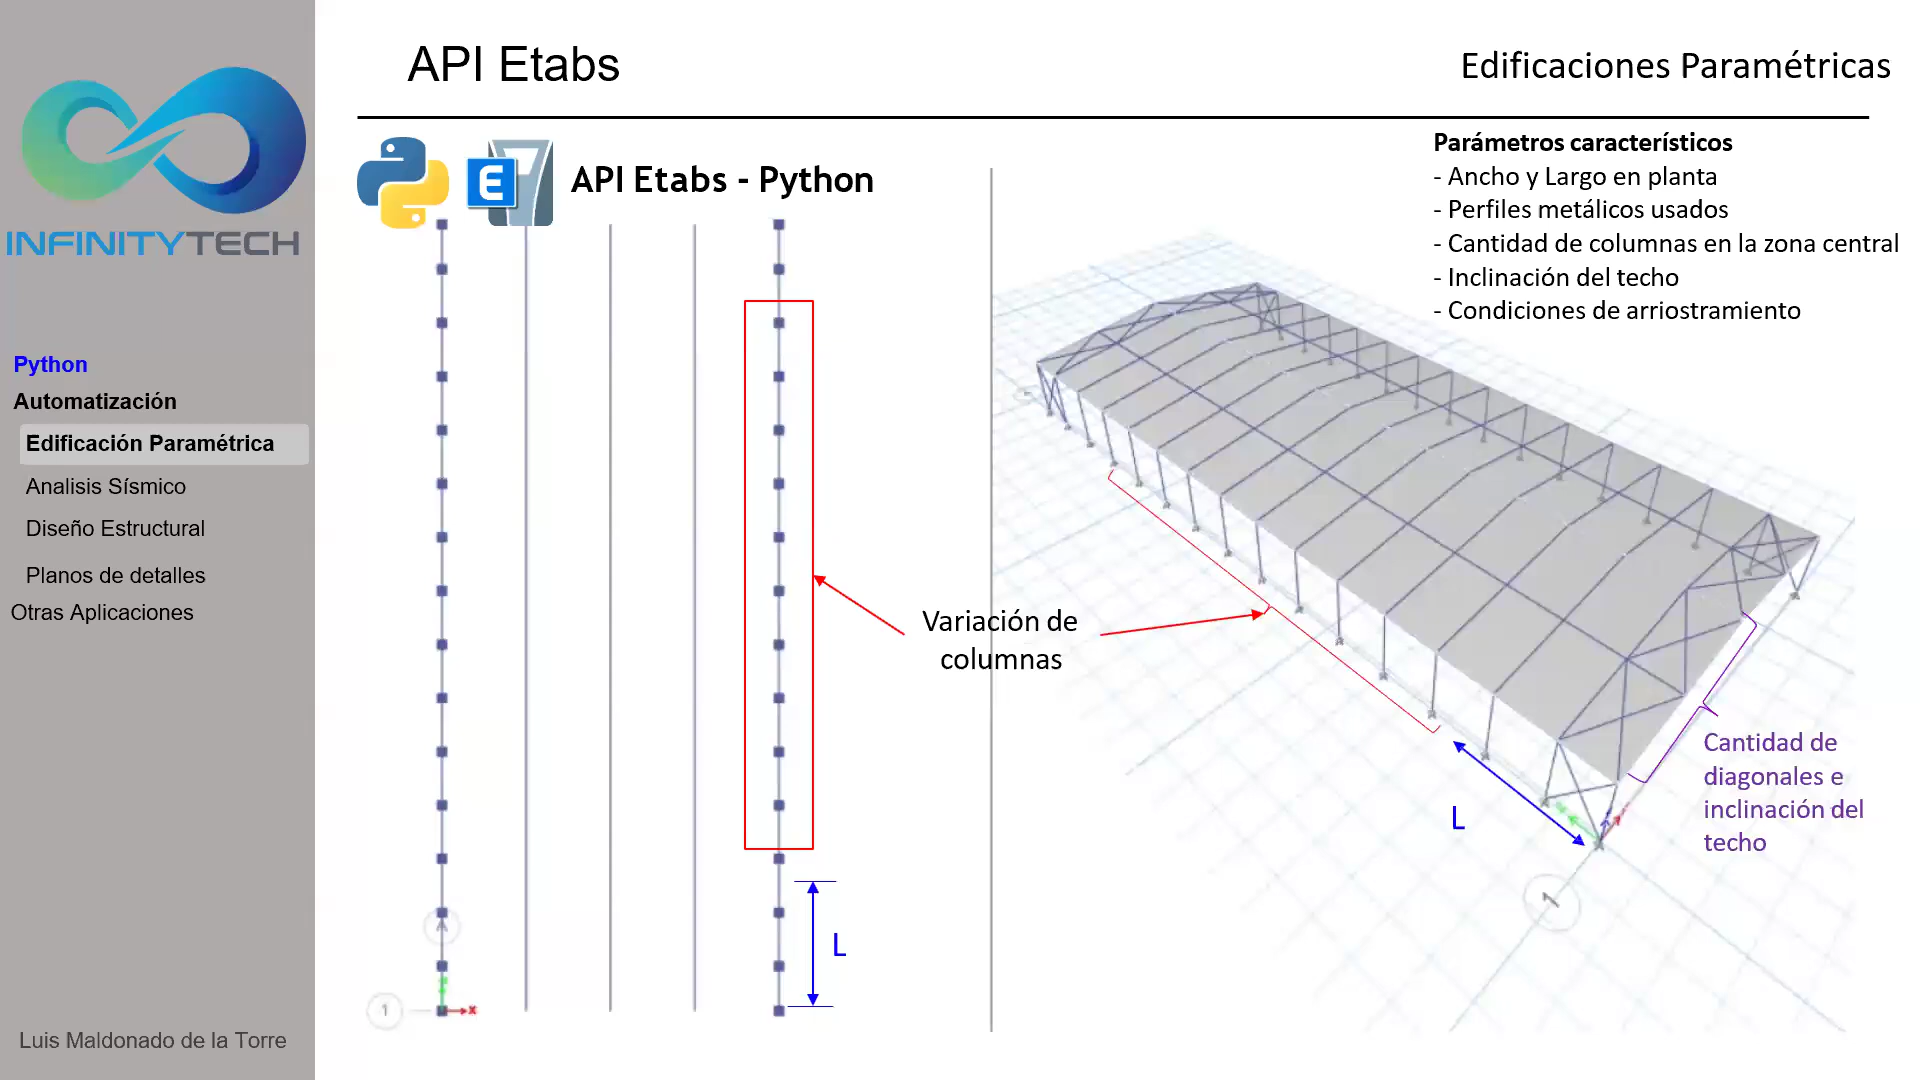 API Etabs
Edificaciones Paramétricas
INFINITYTECH
Python
Automatización
Edificación Paramétrica
Analisis Sísmico
Diseño Estructural
Planos de detalles
Otras Aplicaciones
Luis Maldonado de la Torre
E
API Etabs - Python
Parámetros característicos
- Ancho y Largo en planta
- Perfiles metálicos usados
- Cantidad de columnas en la zona central
- Inclinación del techo
- Condiciones de arriostramiento
Variación de
columnas
L
L
Cantidad de
diagonales e
inclinación del
techo
A
1
X
1